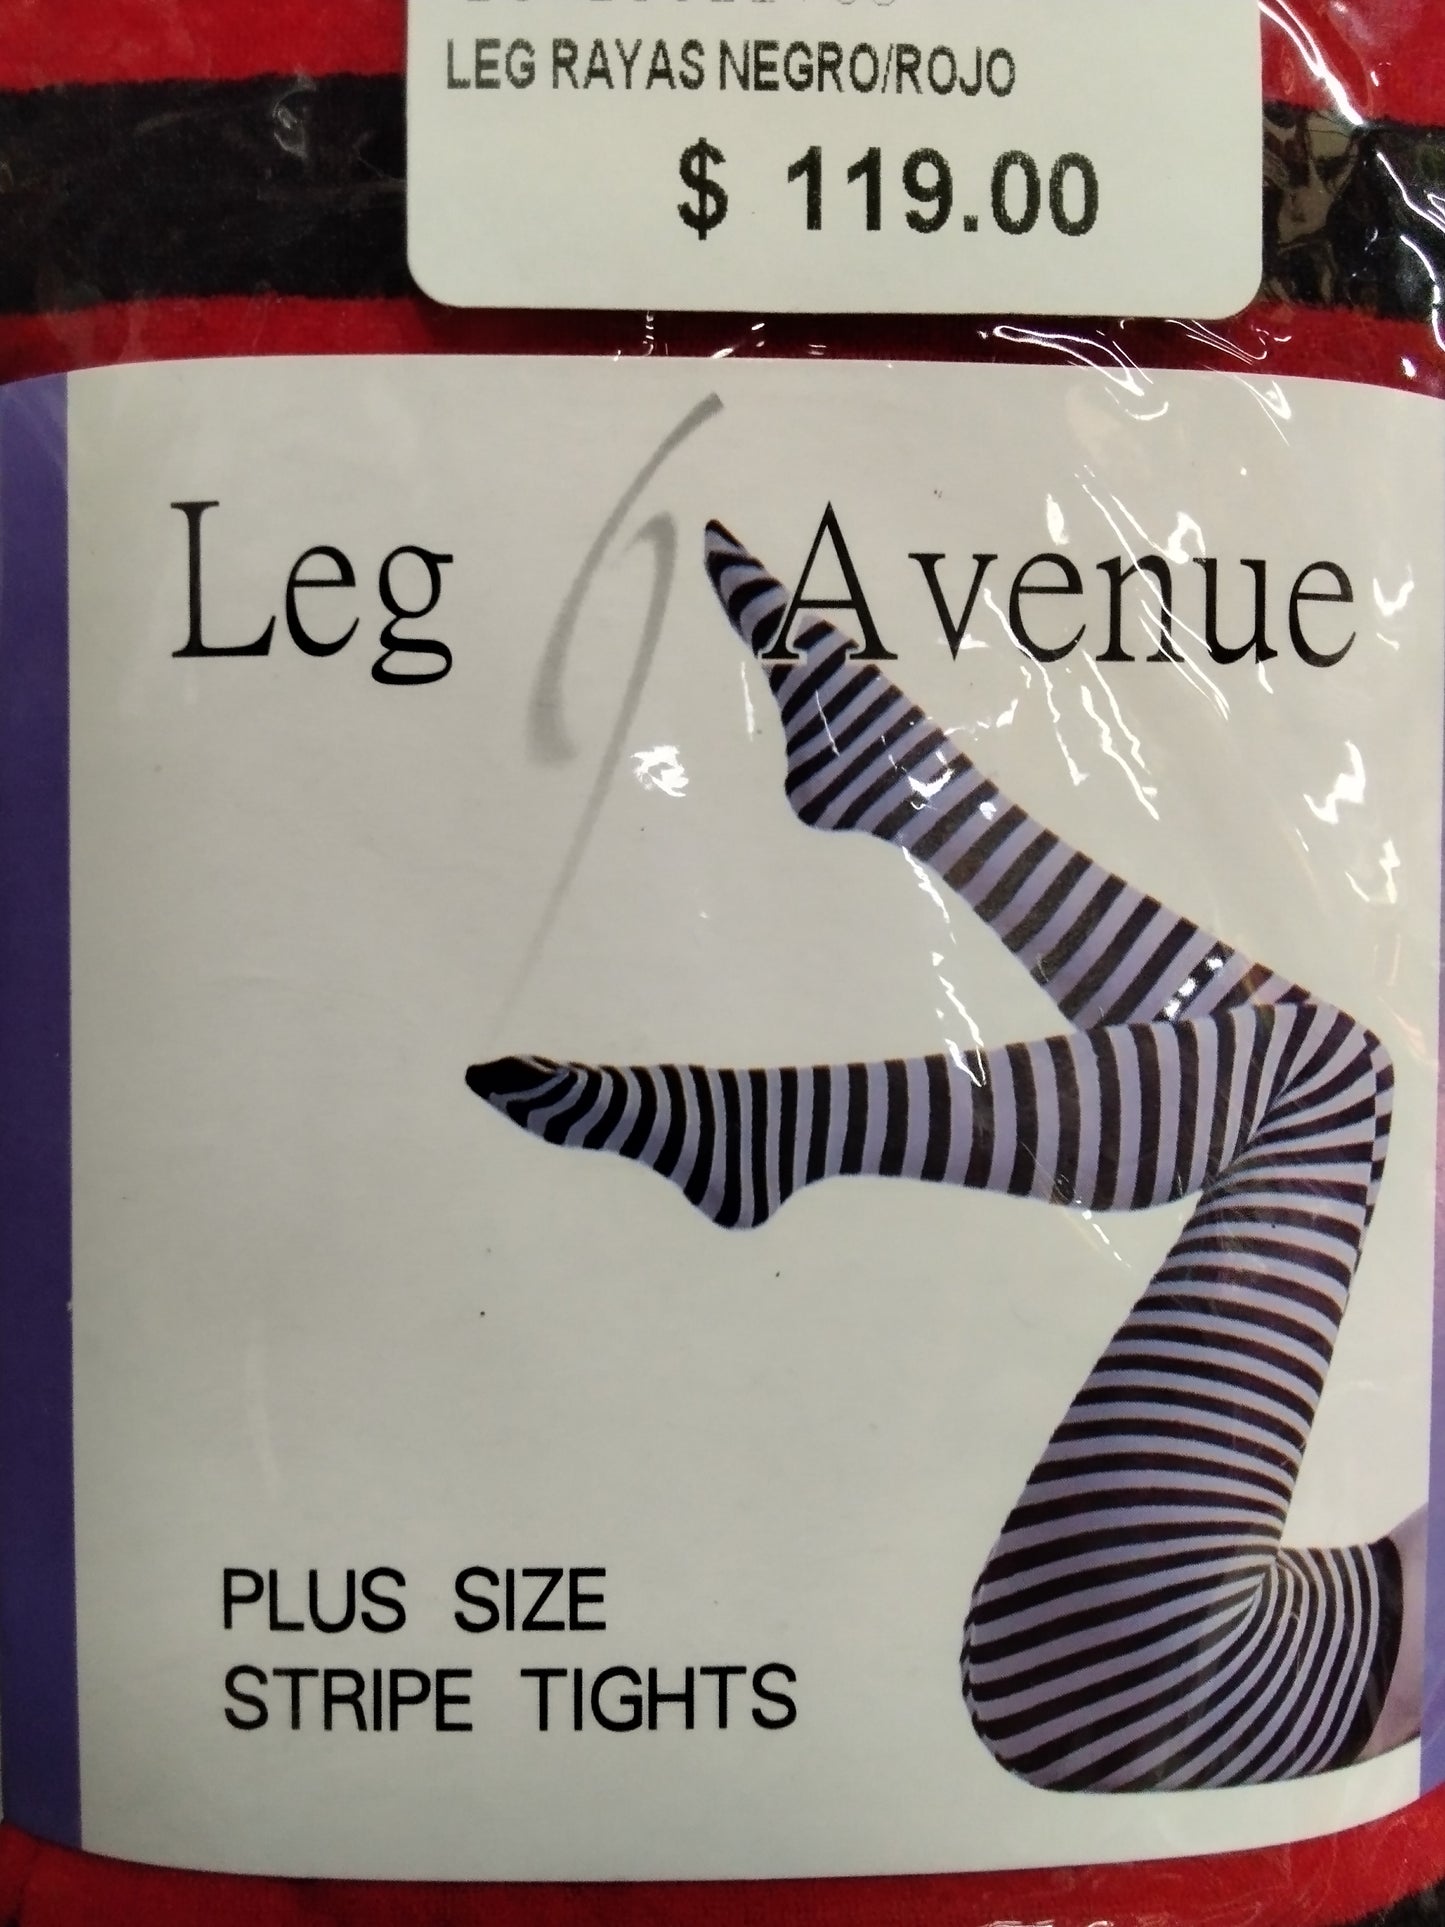 LEG RAYAS NEGRO/ROJO
$ 119.00
Leg Avenue
PLUS SIZE
STRIPE TIGHTS